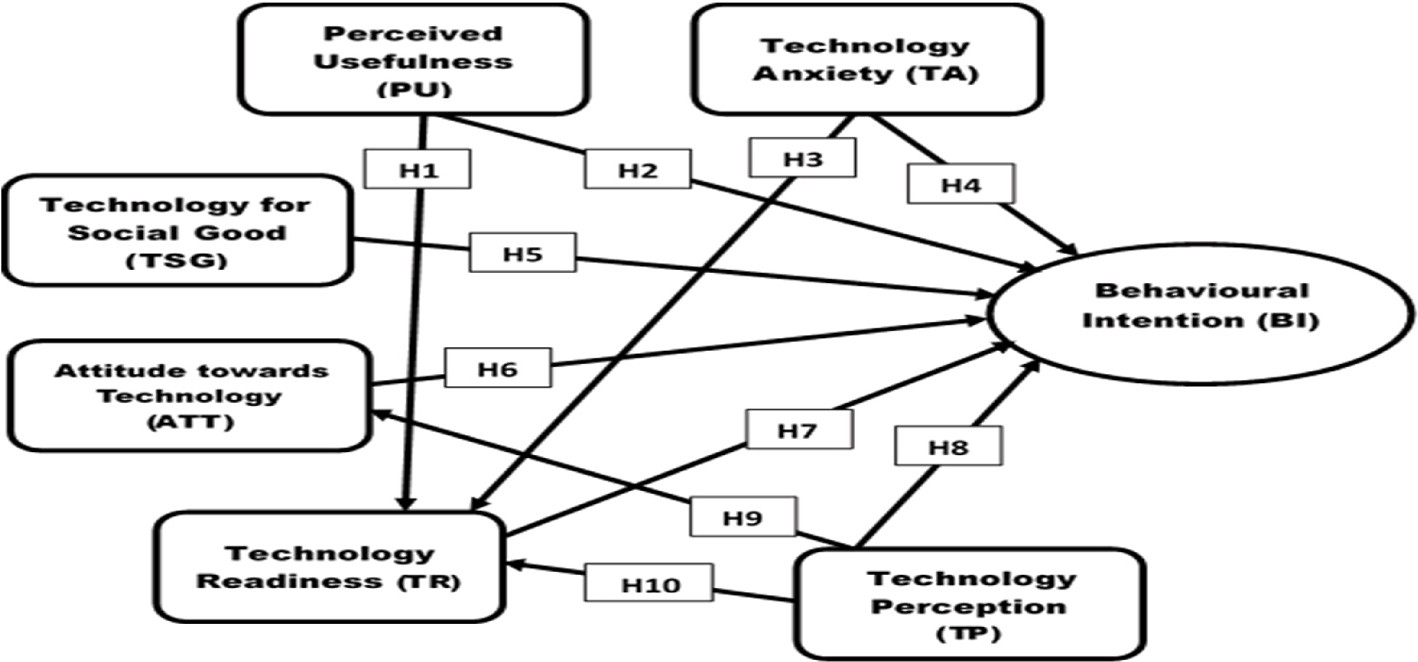 Perceived
Usefulness
(PU)
Technology
Anxiety (TA)
H1
H2
H3
H4
Technology for
Social Good
(TSG)
H5
Behavioural
Intention (BI)
Attitude towards
Technology
(ATT)
H6
H7
H8
H9
Technology
Readiness (TR)
H10
Technology
Perception
(TP)